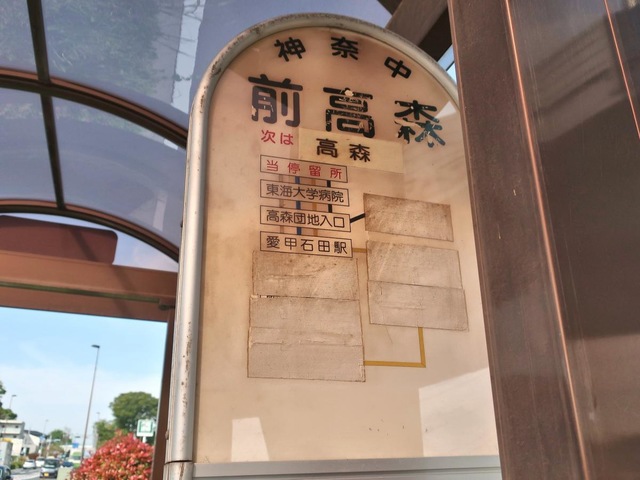 神奈中
前高森
次は
高森
当停留所
東海大学病院
高森団地入口
愛甲石田駅